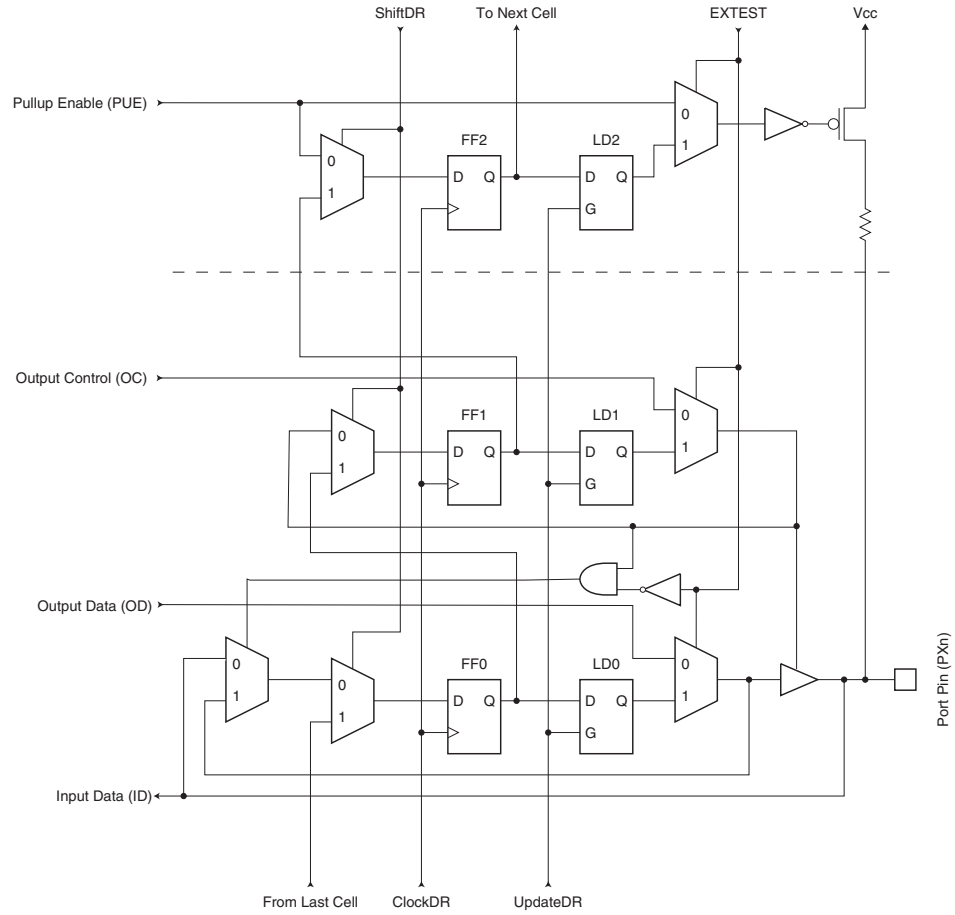 ShiftDR
To Next Cell
EXTEST
Vcc
Pullup Enable (PUE)
0
1
FF2
D Q
LD2
D Q
G
0
1
Output Control (OC)
0
1
FF1
D Q
LD1
D Q
G
0
1
Output Data (OD)
0
1
0
1
FF0
D Q
LD0
D Q
G
0
1
Port Pin (PXn)
Input Data (ID)
From Last Cell
ClockDR
UpdateDR